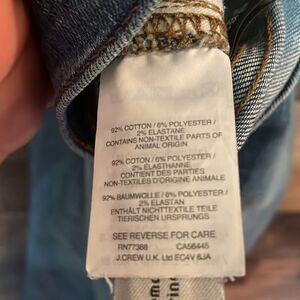 92% COTTON / 6% POLYESTER /
2% ELASTANE
CONTAINS NON-TEXTILE PARTS OF
ANIMAL ORIGIN
92% COTON / 6% POLYESTER /
2% ELASTHANNE
CONTIENT DES PARTIES
NON-TEXTILES D'ORIGINE ANIMALE
92% BAUMWOLLE / 6% POLYESTER /
2% ELASTAN
ENTHÄLT NICHTTEXTILE TEILE
TIERISCHEN URSPRUNGS
SEE REVERSE FOR CARE
RN77388 CA56445
J.CREW U.K. Ltd EC4V 6JA